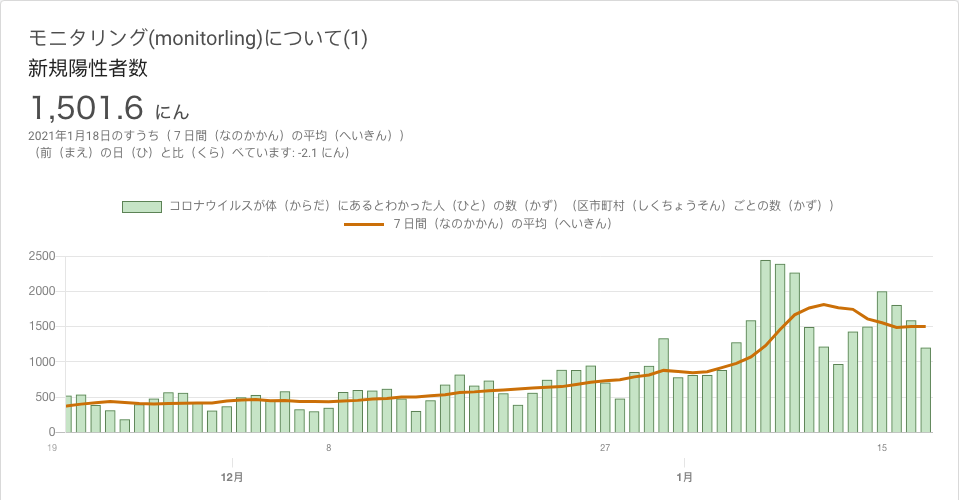 モニタリング(monitorling)について(1)
新規陽性者数
1,501.6 にん
2021年1月18日のすうち（７日間（なのかかん）の平均（へいきん））
（前（まえ）の日（ひ）と比（くら）べています: -2.1 にん）
コロナウイルスが体（からだ）にあるとわかった人（ひと）の数（かず）（区市町村（しくちょうそん）ごとの数（かず））
７日間（なのかかん）の平均（へいきん）
2500
2000
1500
1000
500
0
19 8 27 15
12月 1月